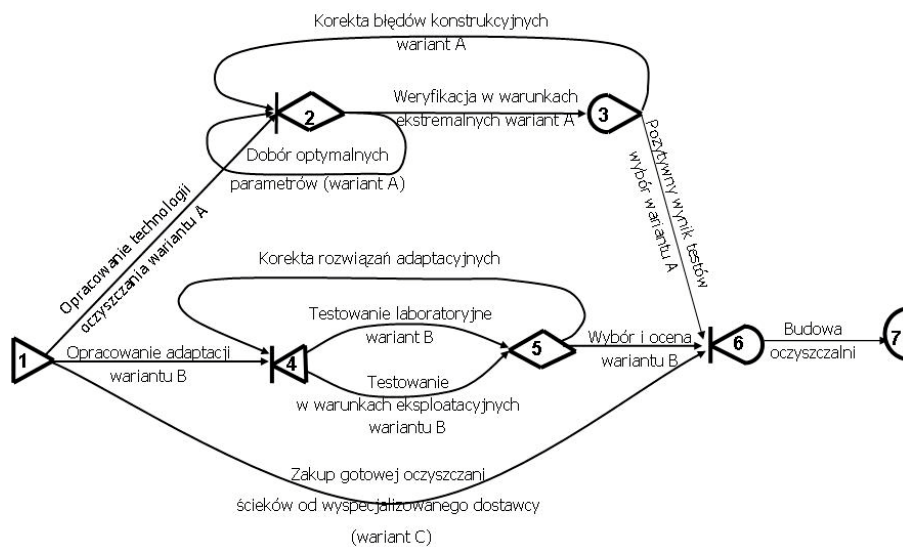 Korekta błędów konstrukcyjnych
wariant A
2
Weryfikacja w warunkach
ekstremalnych wariant A
3
Dobór optymalnych
parametrów (wariant A)
Opracowanie technologii
oczyszczania wariantu A
Pozytywny wynik testów
wybór wariantu A
Korekta rozwiązań adaptacyjnych
Testowanie laboratoryjne
wariant B
1
Opracowanie adaptacji
wariantu B
4
5
Wybór i ocena
wariantu B
6
Budowa
oczyszczalni
7
Testowanie
w warunkach eksploatacyjnych
wariantu B
Zakup gotowej oczyszczani
ścieków od wyspecjalizowanego dostawcy
(wariant C)